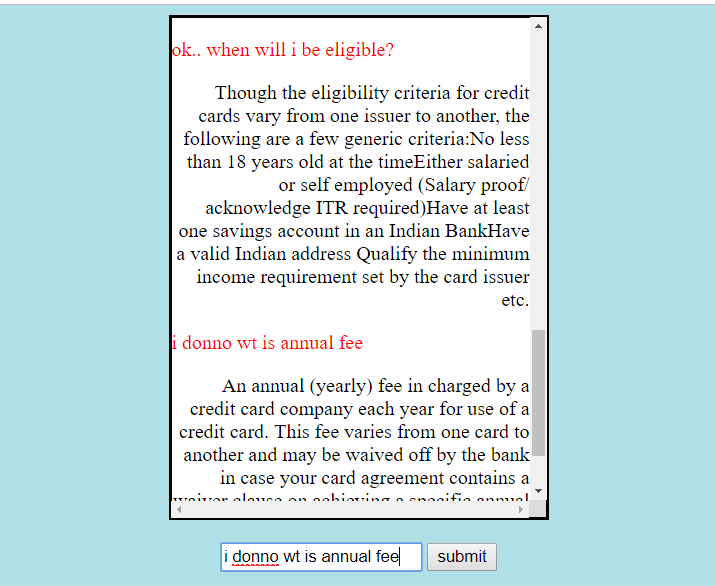 ok.. when will i be eligible?
Though the eligibility criteria for credit
cards vary from one issuer to another, the
following are a few generic criteria:No less
than 18 years old at the timeEither salaried
or self employed (Salary proof/
acknowledge ITR required)Have at least
one savings account in an Indian BankHave
a valid Indian address Qualify the minimum
income requirement set by the card issuer
etc.
i donno wt is annual fee
An annual (yearly) fee in charged by a
credit card company each year for use of a
credit card. This fee varies from one card to
another and may be waived off by the bank
in case your card agreement contains a
waiver clause on achieving a specific annual
i donno wt is annual fee
submit